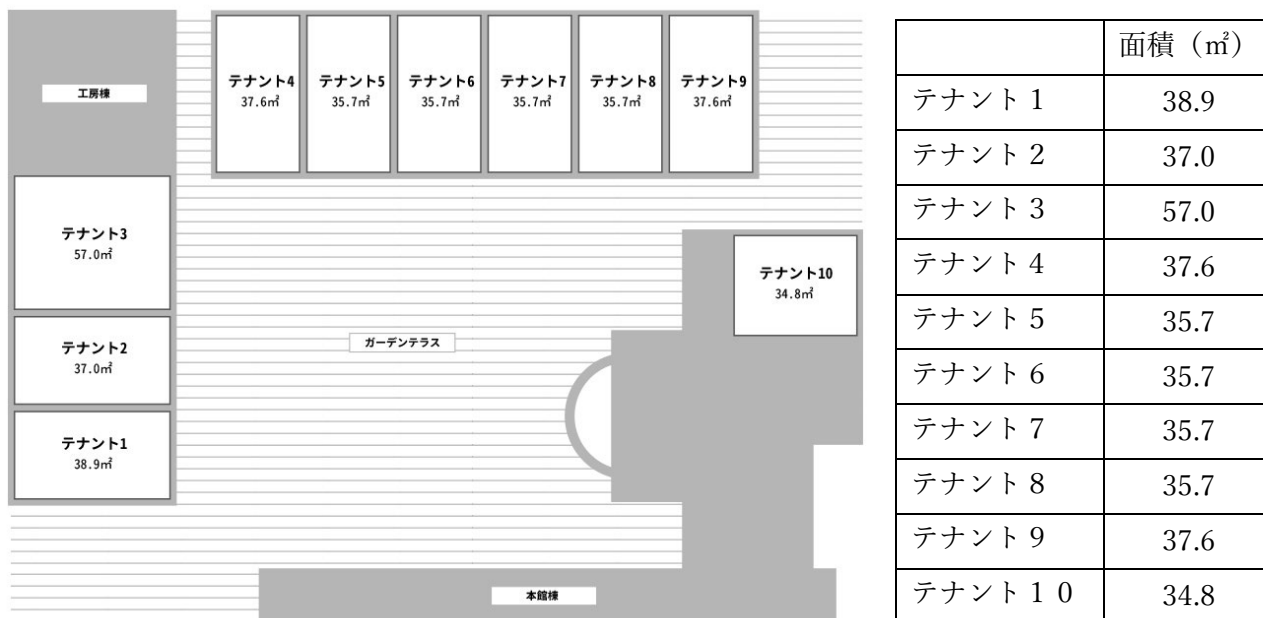 工房棟
テナント4
37.6㎡
テナント5
35.7㎡
テナント6
35.7㎡
テナント7
35.7㎡
テナント8
35.7㎡
テナント9
37.6㎡
テナント3
57.0㎡
テナント10
34.8㎡
ガーデンテラス
テナント2
37.0㎡
テナント1
38.9㎡
本館棟
面積（㎡）
テナント１ 38.9
テナント２ 37.0
テナント３ 57.0
テナント４ 37.6
テナント５ 35.7
テナント６ 35.7
テナント７ 35.7
テナント８ 35.7
テナント９ 37.6
テナント１０ 34.8